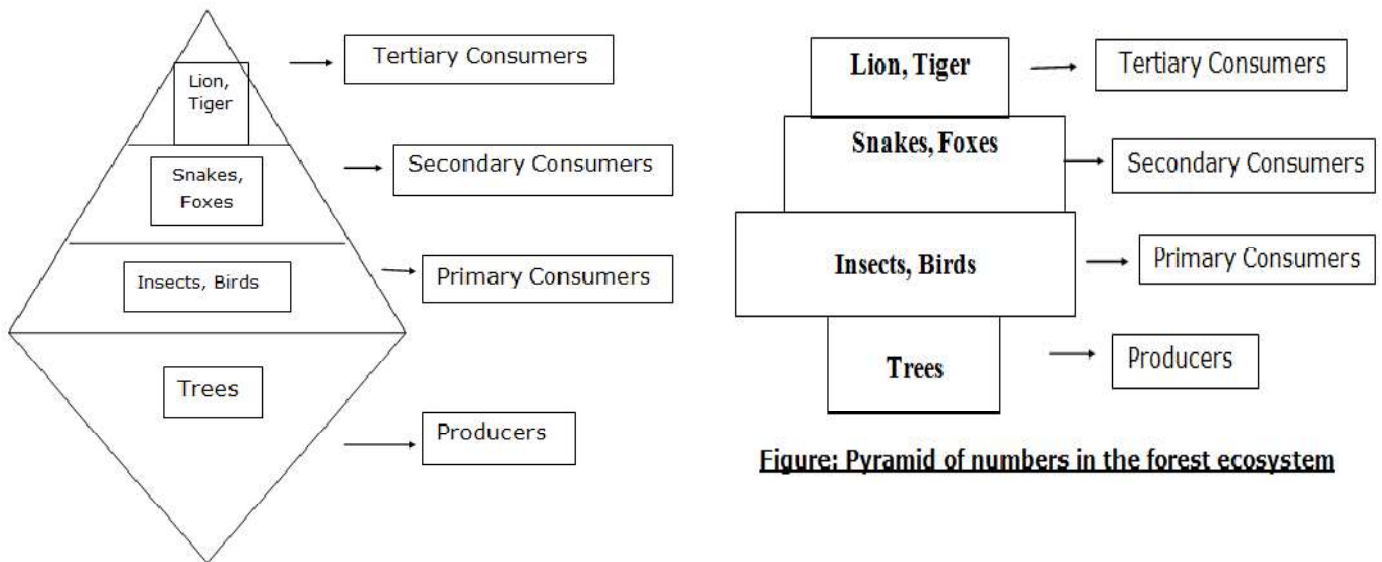 Tertiary Consumers
Lion,
Tiger
Secondary Consumers
Snakes,
Foxes
Primary Consumers
Insects, Birds
Trees
Producers
Lion, Tiger
Tertiary Consumers
Snakes, Foxes
Secondary Consumers
Insects, Birds
Primary Consumers
Trees
Producers
Figure: Pyramid of numbers in the forest ecosystem